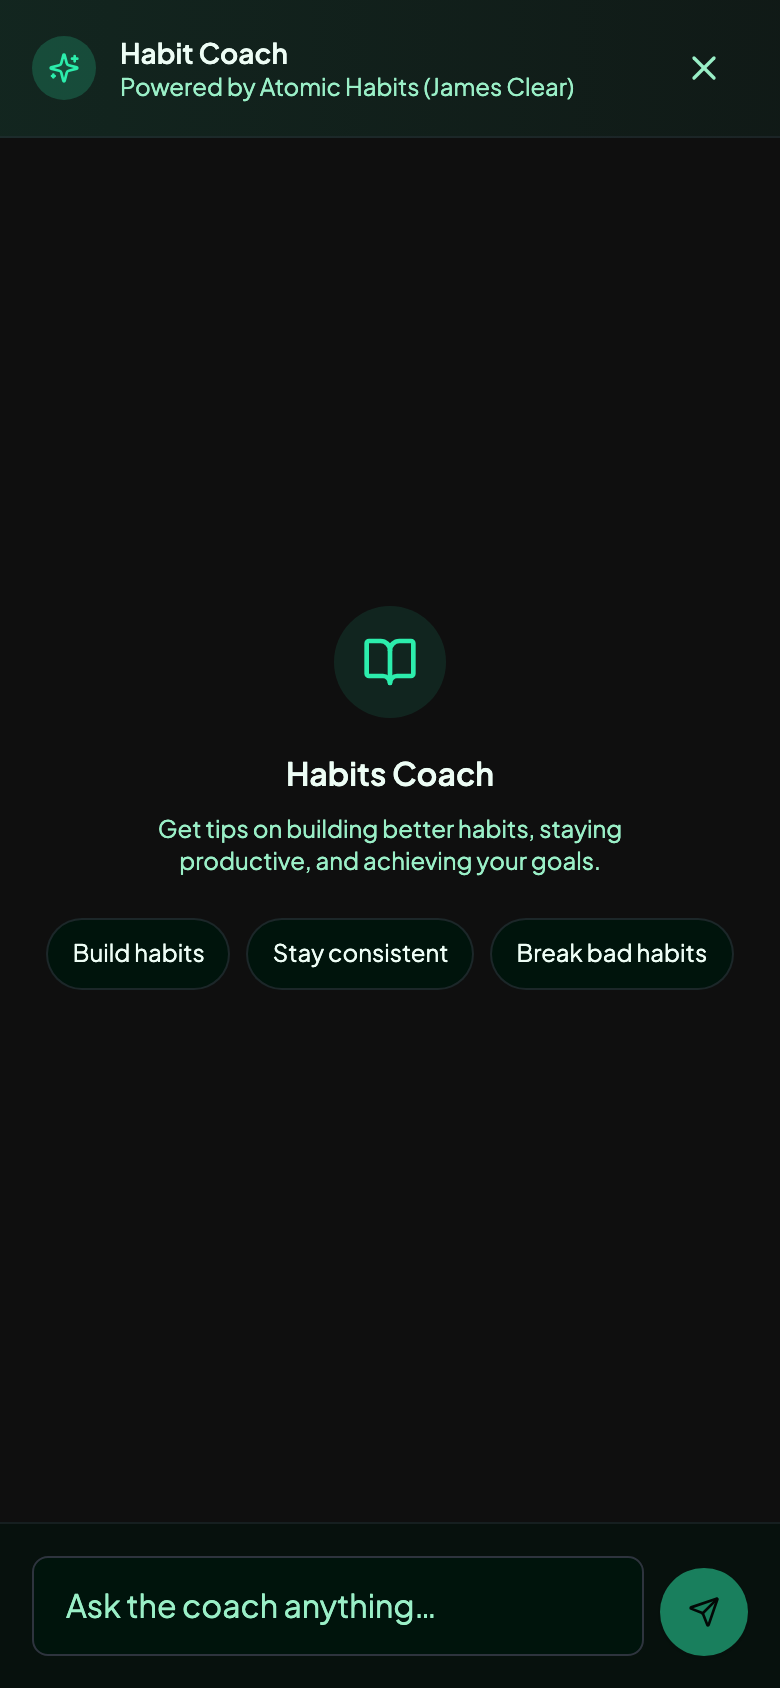 Habit Coach
Powered by Atomic Habits (James Clear)
Habits Coach
Get tips on building better habits, staying
productive, and achieving your goals.
Build habits
Stay consistent
Break bad habits
Ask the coach anything...